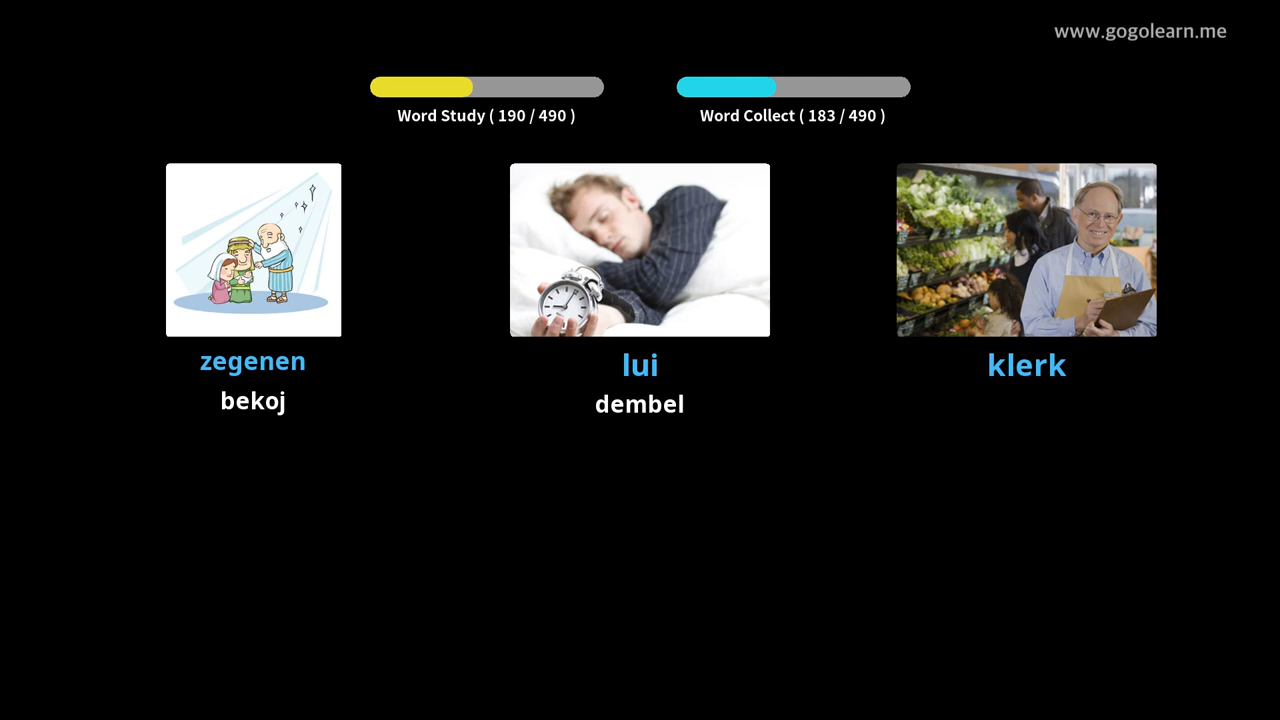 www.gogolearn.me
Word Study ( 190 / 490 )
Word Collect ( 183 / 490 )
zegenen
bekoj
lui
dembel
klerk